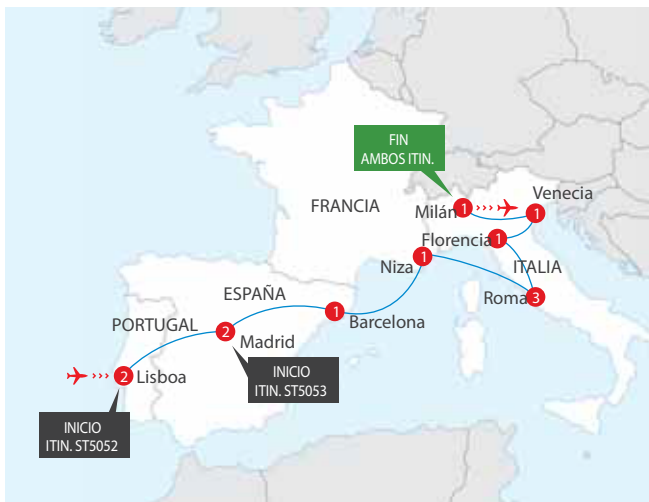 FIN
AMBOS ITIN.
Venecia
FRANCIA
Milán
1
1
Florencia
1
Niza
1
ITALIA
ESPAÑA
Roma
3
PORTUGAL
1
Barcelona
2
Madrid
2
Lisboa
INICIO
ITIN. ST5053
INICIO
ITIN. ST5052